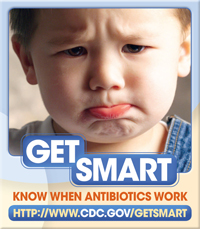 GET
SMART
KNOW WHEN ANTIBIOTICS WORK
HTTP://WWW.CDC.GOV/GETSMART